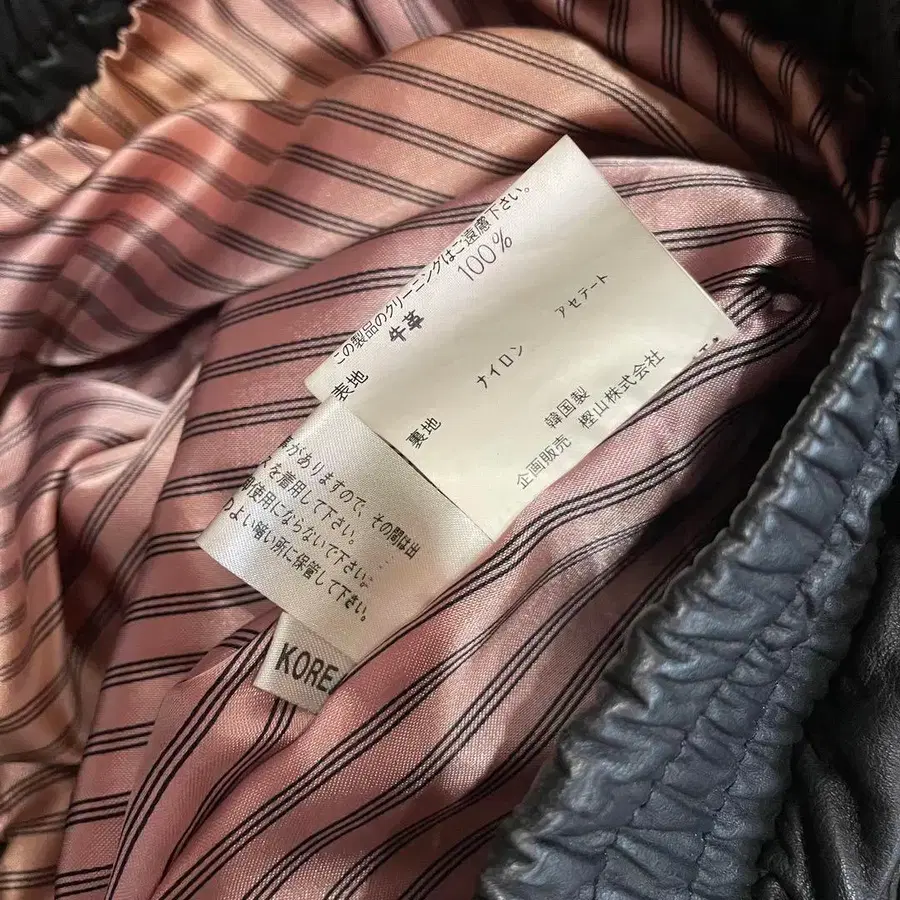 この製品のクリーニングはご遠慮下さい。
表地 牛革 100%
裏地 ナイロン アセテート
韓国製
企画販売 樫山株式会社
がありますので、その間は出
を着用して下さい。
使用にならないで下さい。
よい暗い所に保管して下さい。
KORE